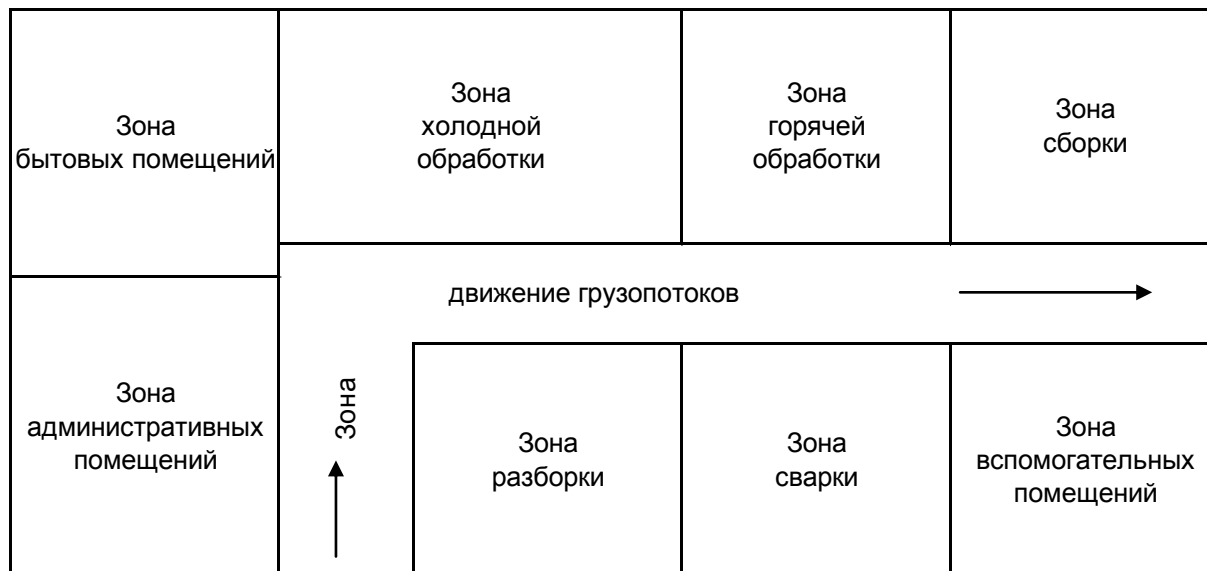 Зона
бытовых помещений
Зона
холодной
обработки
Зона
горячей
обработки
Зона
сборки
движение грузопотоков
Зона
административных
помещений
Зона
Зона
разборки
Зона
сварки
Зона
вспомогательных
помещений